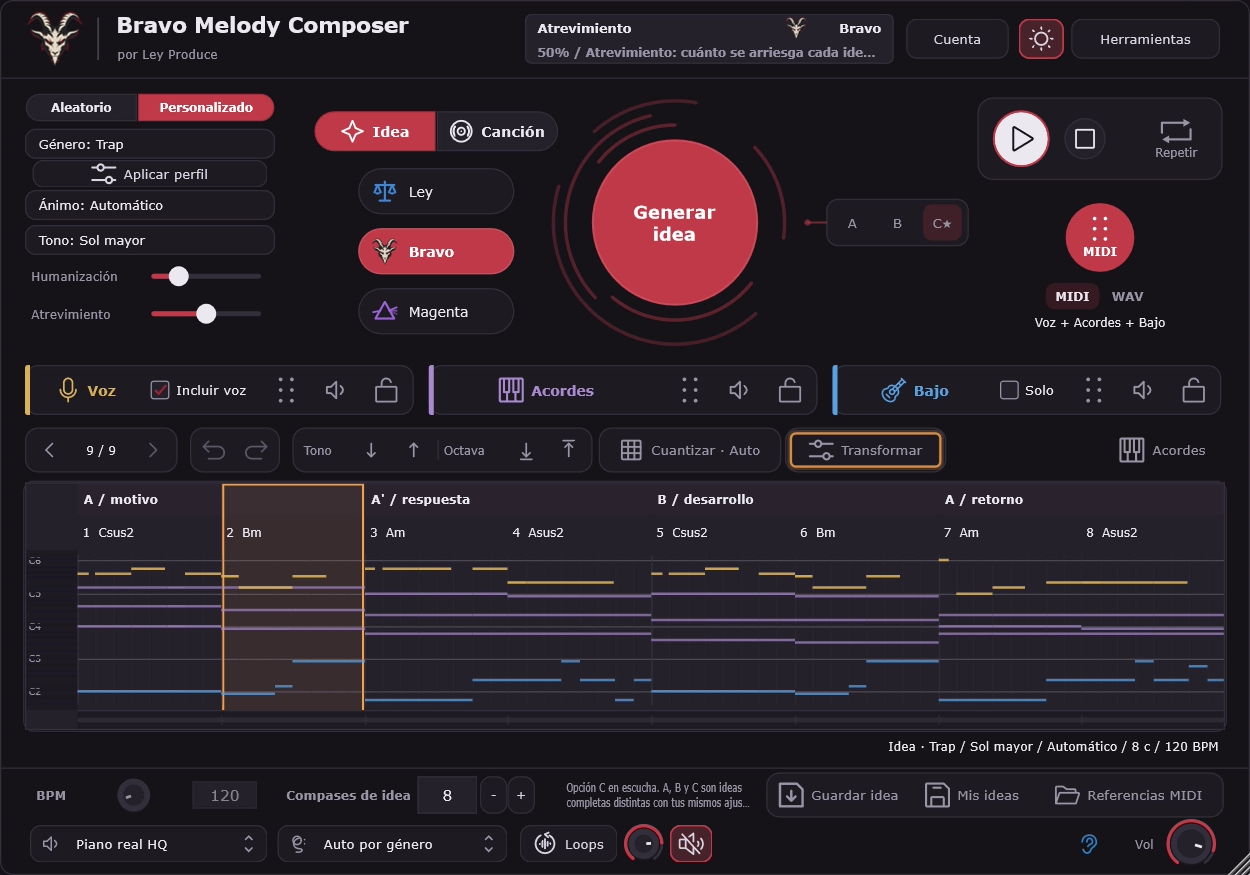 Bravo Melody Composer
por Ley Produce
Atrevimiento
Bravo
50% / Atrevimiento: cuánto se arriesga cada ide...
Cuenta
Herramientas
Aleatorio
Personalizado
Género: Trap
Aplicar perfil
Ánimo: Automático
Tono: Sol mayor
Humanización
Atrevimiento
Idea
Canción
Ley
Bravo
Magenta
Generar
idea
A
B
C★
Repetir
MIDI
MIDI
WAV
Voz + Acordes + Bajo
Voz
Incluir voz
Acordes
Bajo
Solo
9 / 9
Tono
Octava
Cuantizar · Auto
Transformar
Acordes
A / motivo
A' / respuesta
B / desarrollo
A / retorno
1 Csus2
2 Bm
3 Am
4 Asus2
5 Csus2
6 Bm
7 Am
8 Asus2
C6
C5
C4
C3
C2
Idea · Trap / Sol mayor / Automático / 8 c / 120 BPM
BPM
120
Compases de idea
8
-
+
Opción C en escucha. A, B y C son ideas
completas distintas con tus mismos ajus...
Guardar idea
Mis ideas
Referencias MIDI
Piano real HQ
Auto por género
Loops
Vol